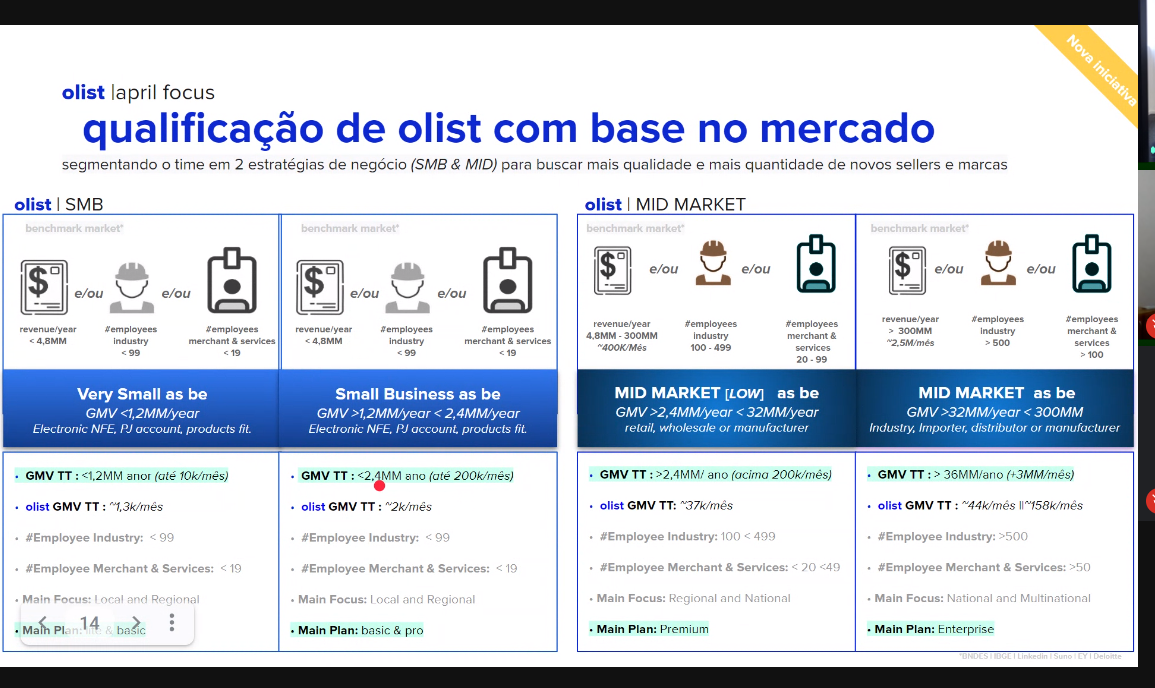 Nova iniciativa
olist |april focus
qualificação de olist com base no mercado
segmentando o time em 2 estratégias de negócio (SMB & MID) para buscar mais qualidade e mais quantidade de novos sellers e marcas
olist | SMB
benchmark market*
$ e/ou e/ou
revenue/year
< 4,8MM
#employees
industry
< 99
#employees
merchant & services
< 19
Very Small as be
GMV <1,2MM/year
Electronic NFE, PJ account, products fit.
• GMV TT : <1,2MM anor (até 10k/mês)
• olist GMV TT : ~1,3k/mês
• #Employee Industry: < 99
• #Employee Merchant & Services: < 19
• Main Focus: Local and Regional
• Main Plan: lite & basic
14
benchmark market*
$ e/ou e/ou
revenue/year
< 4,8MM
#employees
industry
< 99
#employees
merchant & services
< 19
Small Business as be
GMV >1,2MM/year < 2,4MM/year
Electronic NFE, PJ account, products fit.
• GMV TT : <2,4MM ano (até 200k/mês)
• olist GMV TT : ~2k/mês
• #Employee Industry: < 99
• #Employee Merchant & Services: < 19
• Main Focus: Local and Regional
• Main Plan: basic & pro
olist | MID MARKET
benchmark market*
$ e/ou e/ou
revenue/year
4,8MM - 300MM
~400K/Mês
#employees
industry
100 - 499
#employees
merchant &
services
20 - 99
MID MARKET [LOW] as be
GMV >2,4MM/year < 32MM/year
retail, wholesale or manufacturer
• GMV TT : >2,4MM/ ano (acima 200k/mês)
• olist GMV TT: ~37k/mês
• #Employee Industry: 100 < 499
• #Employee Merchant & Services: < 20 <49
• Main Focus: Regional and National
• Main Plan: Premium
benchmark market*
$ e/ou e/ou
revenue/year
> 300MM
~2,5M/mês
#employees
industry
> 500
#employees
merchant &
services
> 100
MID MARKET as be
GMV >32MM/year < 300MM
Industry, Importer, distributor or manufacturer
• GMV TT : > 36MM/ano (+3MM/mês)
• olist GMV TT : ~44k/mês ||~158k/mês
• #Employee Industry: >500
• #Employee Merchant & Services: >50
• Main Focus: National and Multinational
• Main Plan: Enterprise
*BNDES | IBGE | Linkedin | Suno | EY | Deloitte